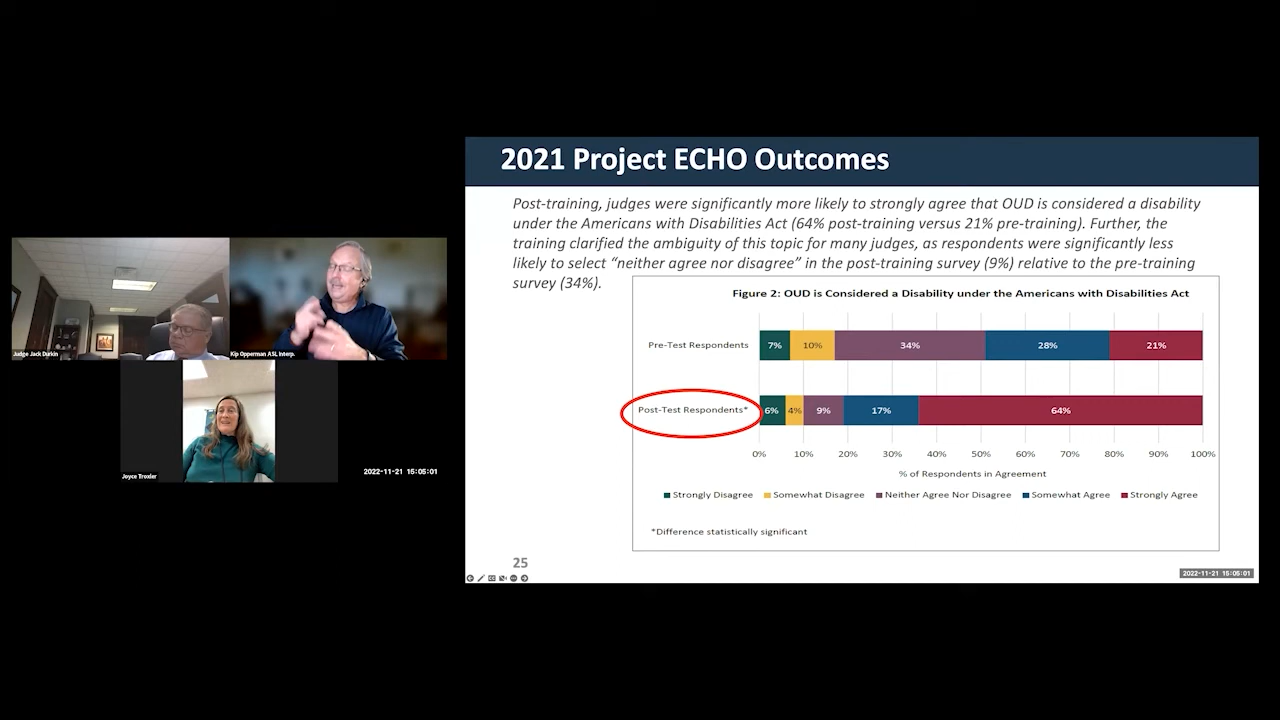 2021 Project ECHO Outcomes
Post-training, judges were significantly more likely to strongly agree that OUD is considered a disability
under the Americans with Disabilities Act (64% post-training versus 21% pre-training). Further, the
training clarified the ambiguity of this topic for many judges, as respondents were significantly less
likely to select “neither agree nor disagree” in the post-training survey (9%) relative to the pre-training
survey (34%).
Figure 2: OUD is Considered a Disability under the Americans with Disabilities Act
Pre-Test Respondents 7% 10% 34% 28% 21%
Post-Test Respondents* 6% 4% 9% 17% 64%
0% 10% 20% 30% 40% 50% 60% 70% 80% 90% 100%
% of Respondents in Agreement
Strongly Disagree Somewhat Disagree Neither Agree Nor Disagree Somewhat Agree Strongly Agree
*Difference statistically significant
25
2022-11-21 15:05:01
Judge Jack Durkin
Kip Opperman ASL Interp.
Joyce Troxler
2022-11-21 15:05:01